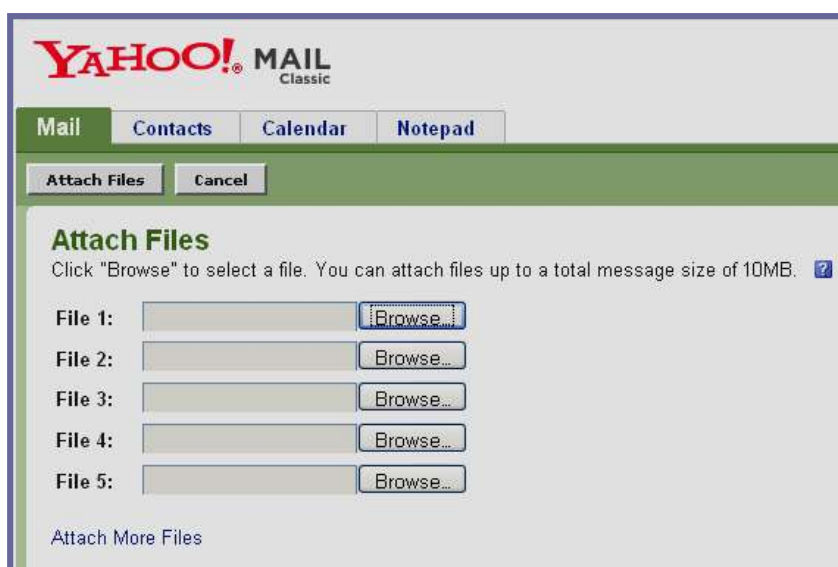 YAHOO!® MAIL
Classic
Mail Contacts Calendar Notepad
Attach Files Cancel
Attach Files
Click "Browse" to select a file. You can attach files up to a total message size of 10MB. ?
File 1: Browse...
File 2: Browse...
File 3: Browse...
File 4: Browse...
File 5: Browse...
Attach More Files